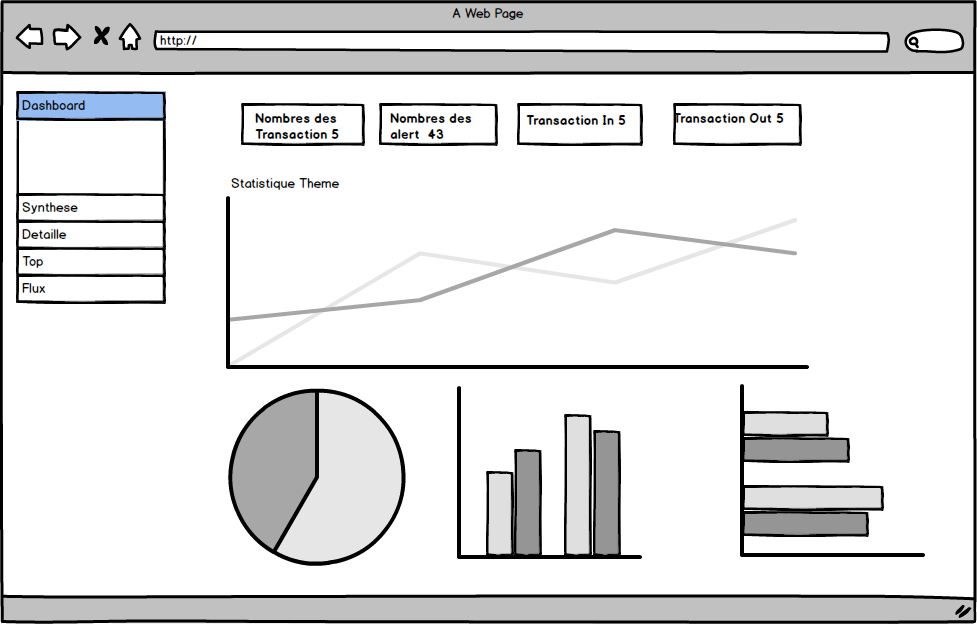 A Web Page
http://
Dashboard
Synthese
Detaille
Top
Flux
Nombres des
Transaction 5
Nombres des
alert 43
Transaction In 5
Transaction Out 5
Statistique Theme